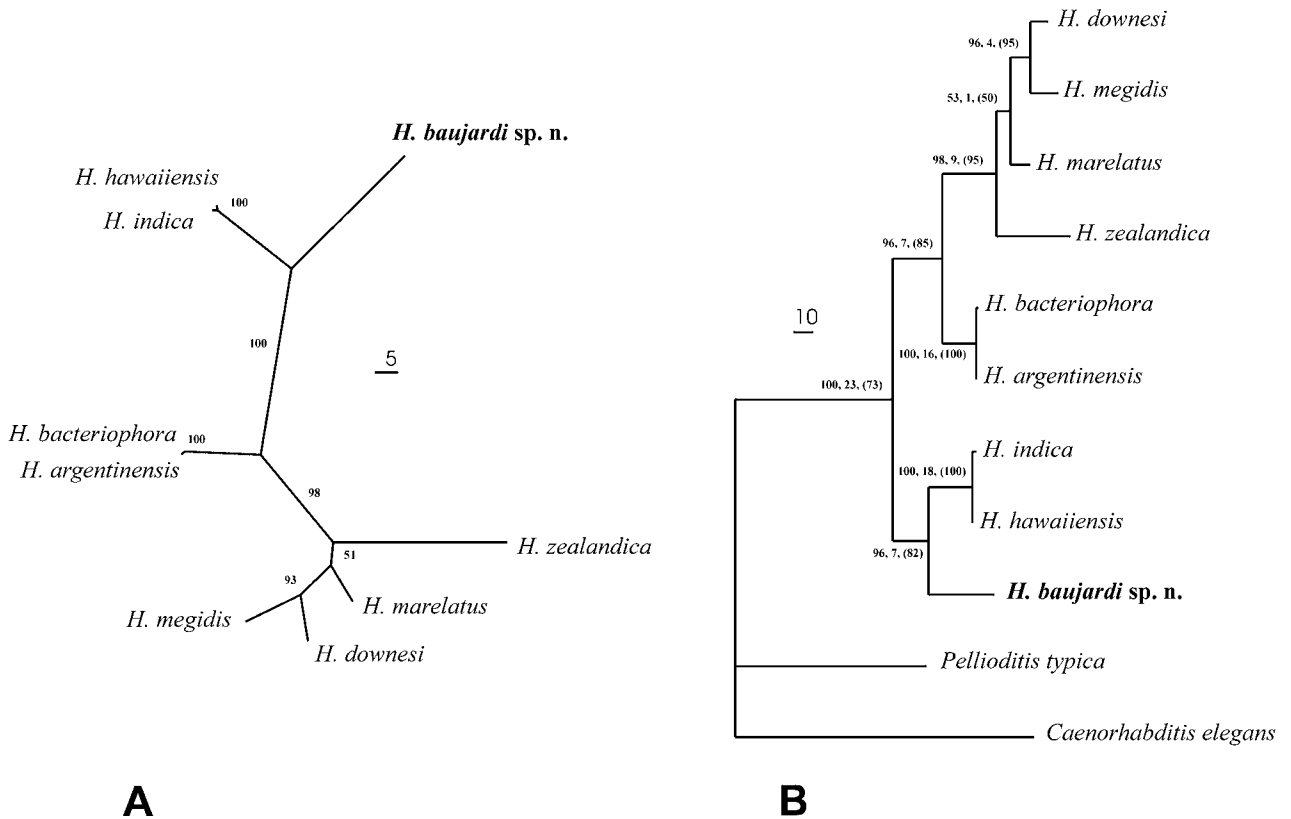 H. baujardi sp. n.
H. hawaiiensis
100
H. indica
100
5
H. bacteriophora
100
H. argentinensis
98
H. zealandica
51
93
H. marelatus
H. megidis
H. downesi
A
H. downesi
96, 4, (95)
H. megidis
53, 1, (50)
H. marelatus
98, 9, (95)
H. zealandica
96, 7, (85)
H. bacteriophora
10
100, 16, (100)
H. argentinensis
100, 23, (73)
H. indica
100, 18, (100)
H. hawaiiensis
96, 7, (82)
H. baujardi sp. n.
Pellioditis typica
Caenorhabditis elegans
B